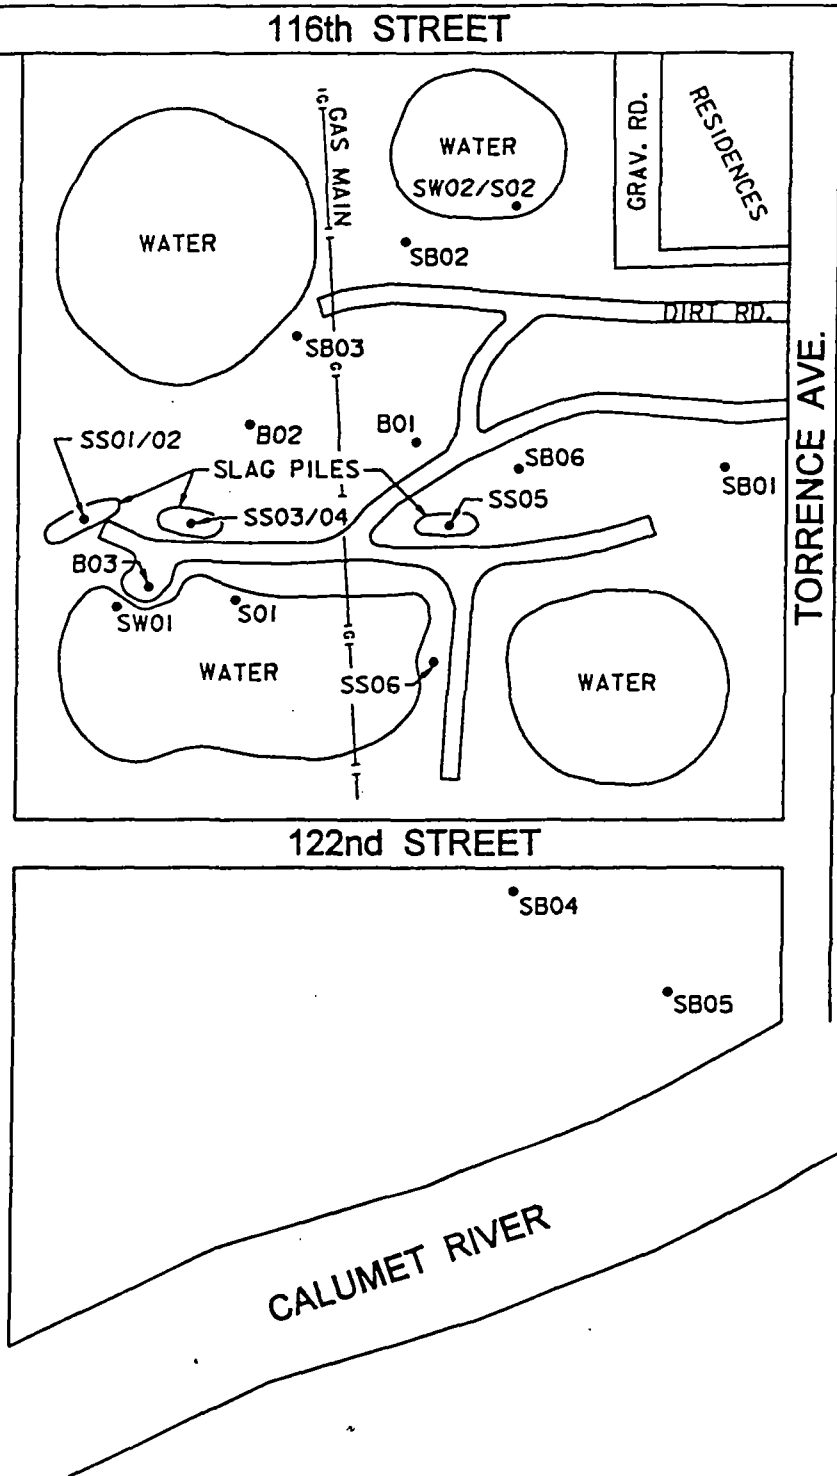 116th STREET
G
GAS MAIN
WATER
SW02/S02
GRAV. RD.
RESIDENCES
WATER
SB02
DIRT RD.
SB03
G
TORRENCE AVE.
B02
B01
SS01/02
SLAG PILES
SB06
SB01
SS03/04
SS05
B03
SW01
S01
G
WATER
SS06
WATER
122nd STREET
SB04
SB05
CALUMET RIVER